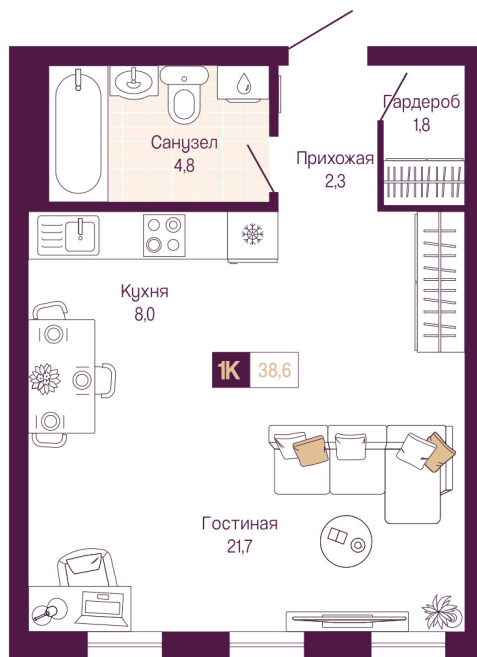 Гардероб
1,8
Санузел
4,8
Прихожая
2,3
Кухня
8,0
1К 38,6
Гостиная
21,7